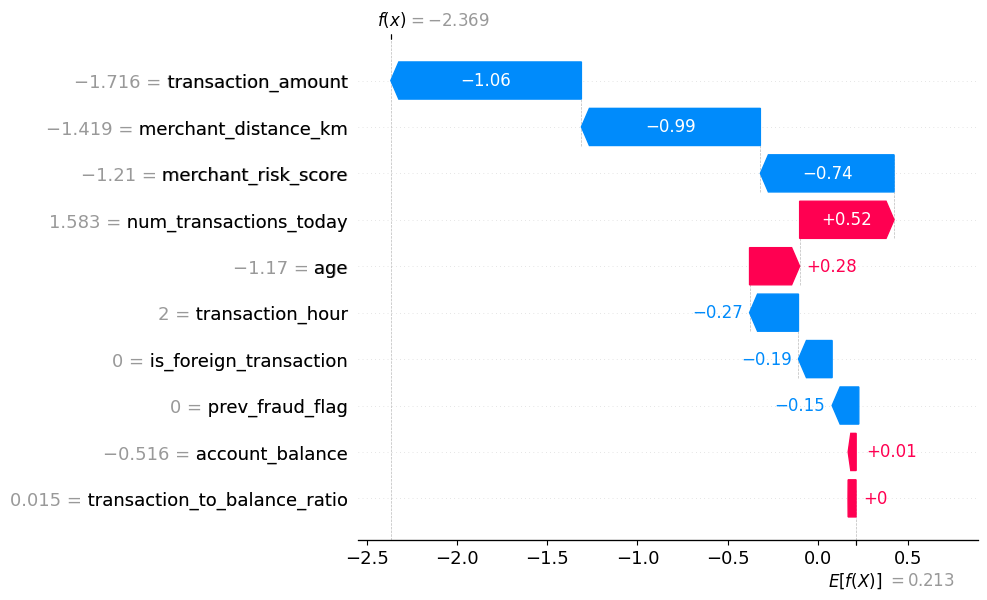 f(x) = −2.369
−1.716 = transaction_amount
−1.06
−1.419 = merchant_distance_km
−0.99
−1.21 = merchant_risk_score
−0.74
1.583 = num_transactions_today
+0.52
−1.17 = age
+0.28
2 = transaction_hour
−0.27
0 = is_foreign_transaction
−0.19
0 = prev_fraud_flag
−0.15
−0.516 = account_balance
+0.01
0.015 = transaction_to_balance_ratio
+0
−2.5 −2.0 −1.5 −1.0 −0.5 0.0 0.5
E[f(X)] = 0.213